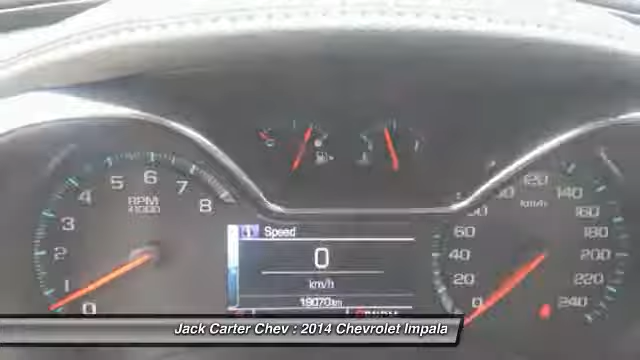 5 6 7
4 8
3
2
1
0
RPM
x1000
1 Speed
0
km/h
19070km
120
140
km/h
160
60 180
40 200
20 220
0 240
Jack Carter Chev : 2014 Chevrolet Impala